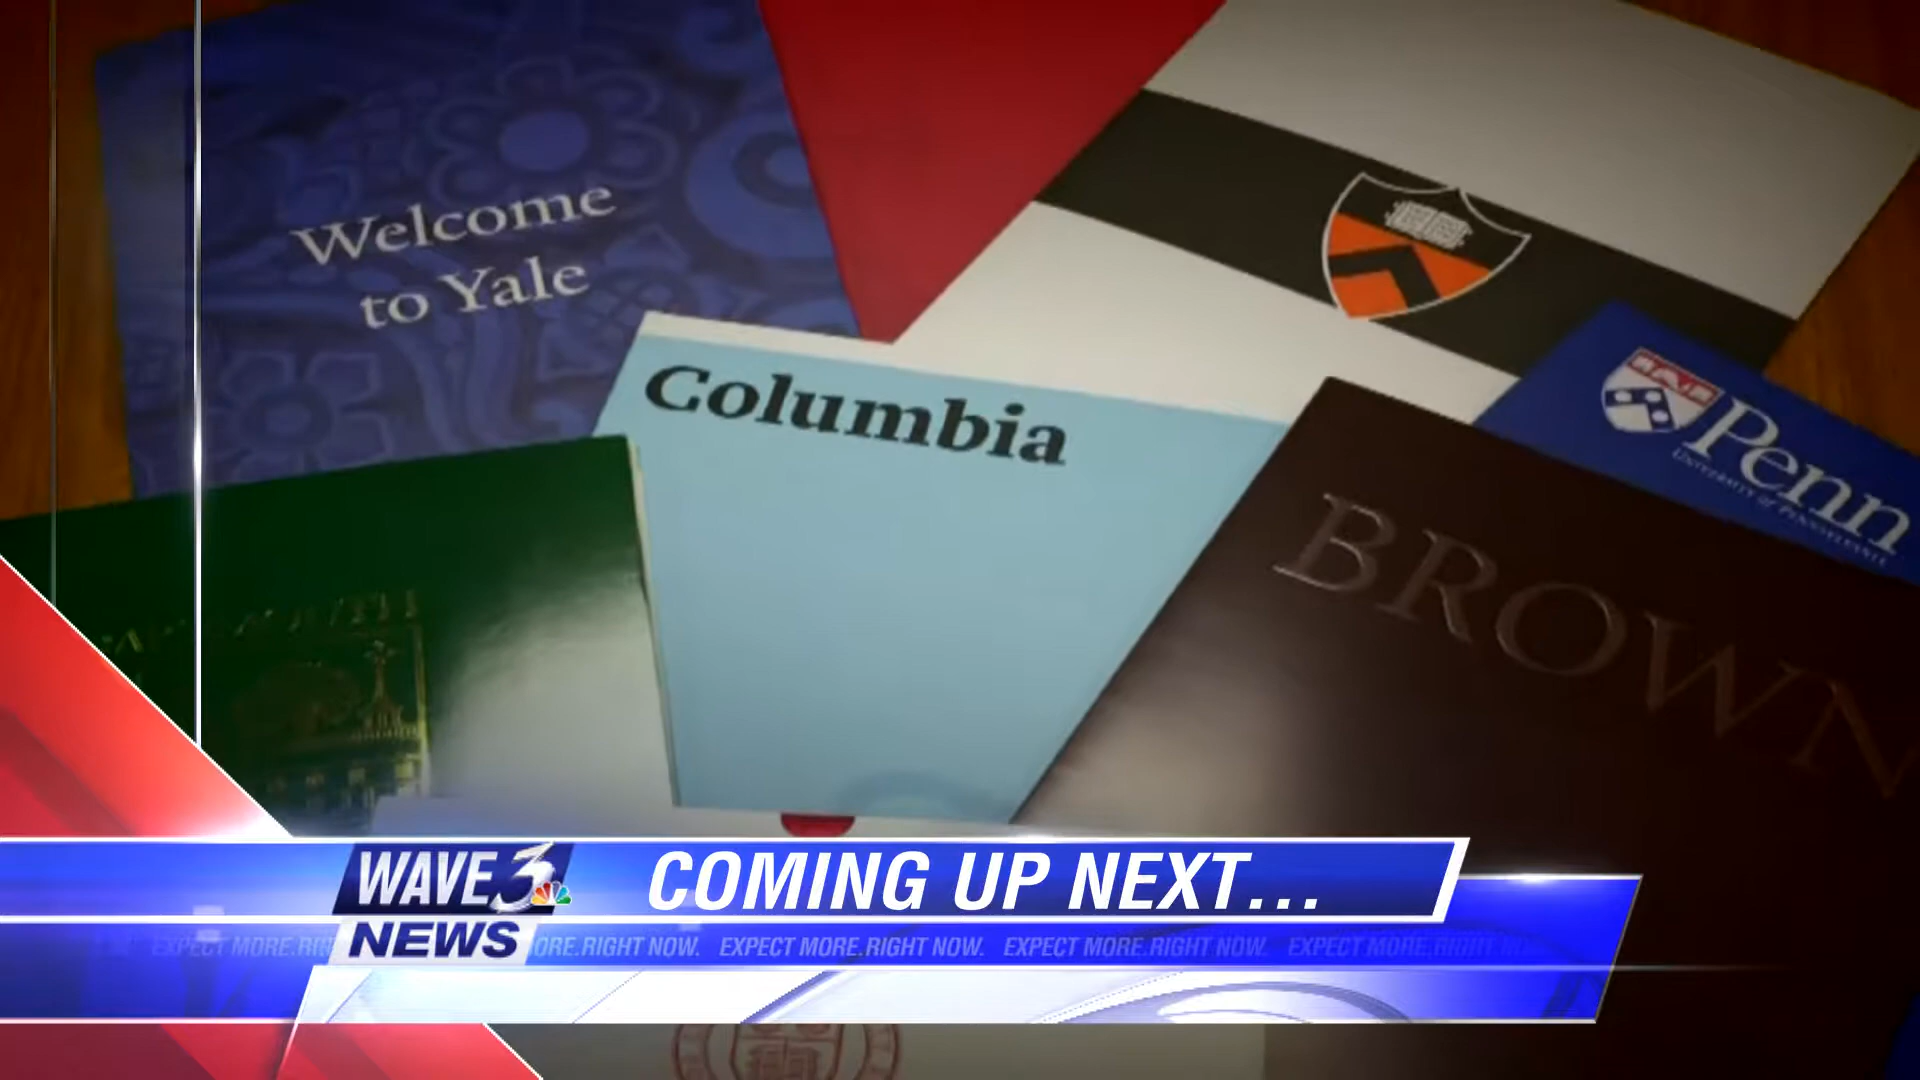 Welcome
to Yale
Columbia
Penn
UNIVERSITY of PENNSYLVANIA
BROWN
WAVE 3
NEWS
COMING UP NEXT...
EXPECT MORE.RIGHT NOW. EXPECT MORE.RIGHT NOW. EXPECT MORE.RIGHT NOW.